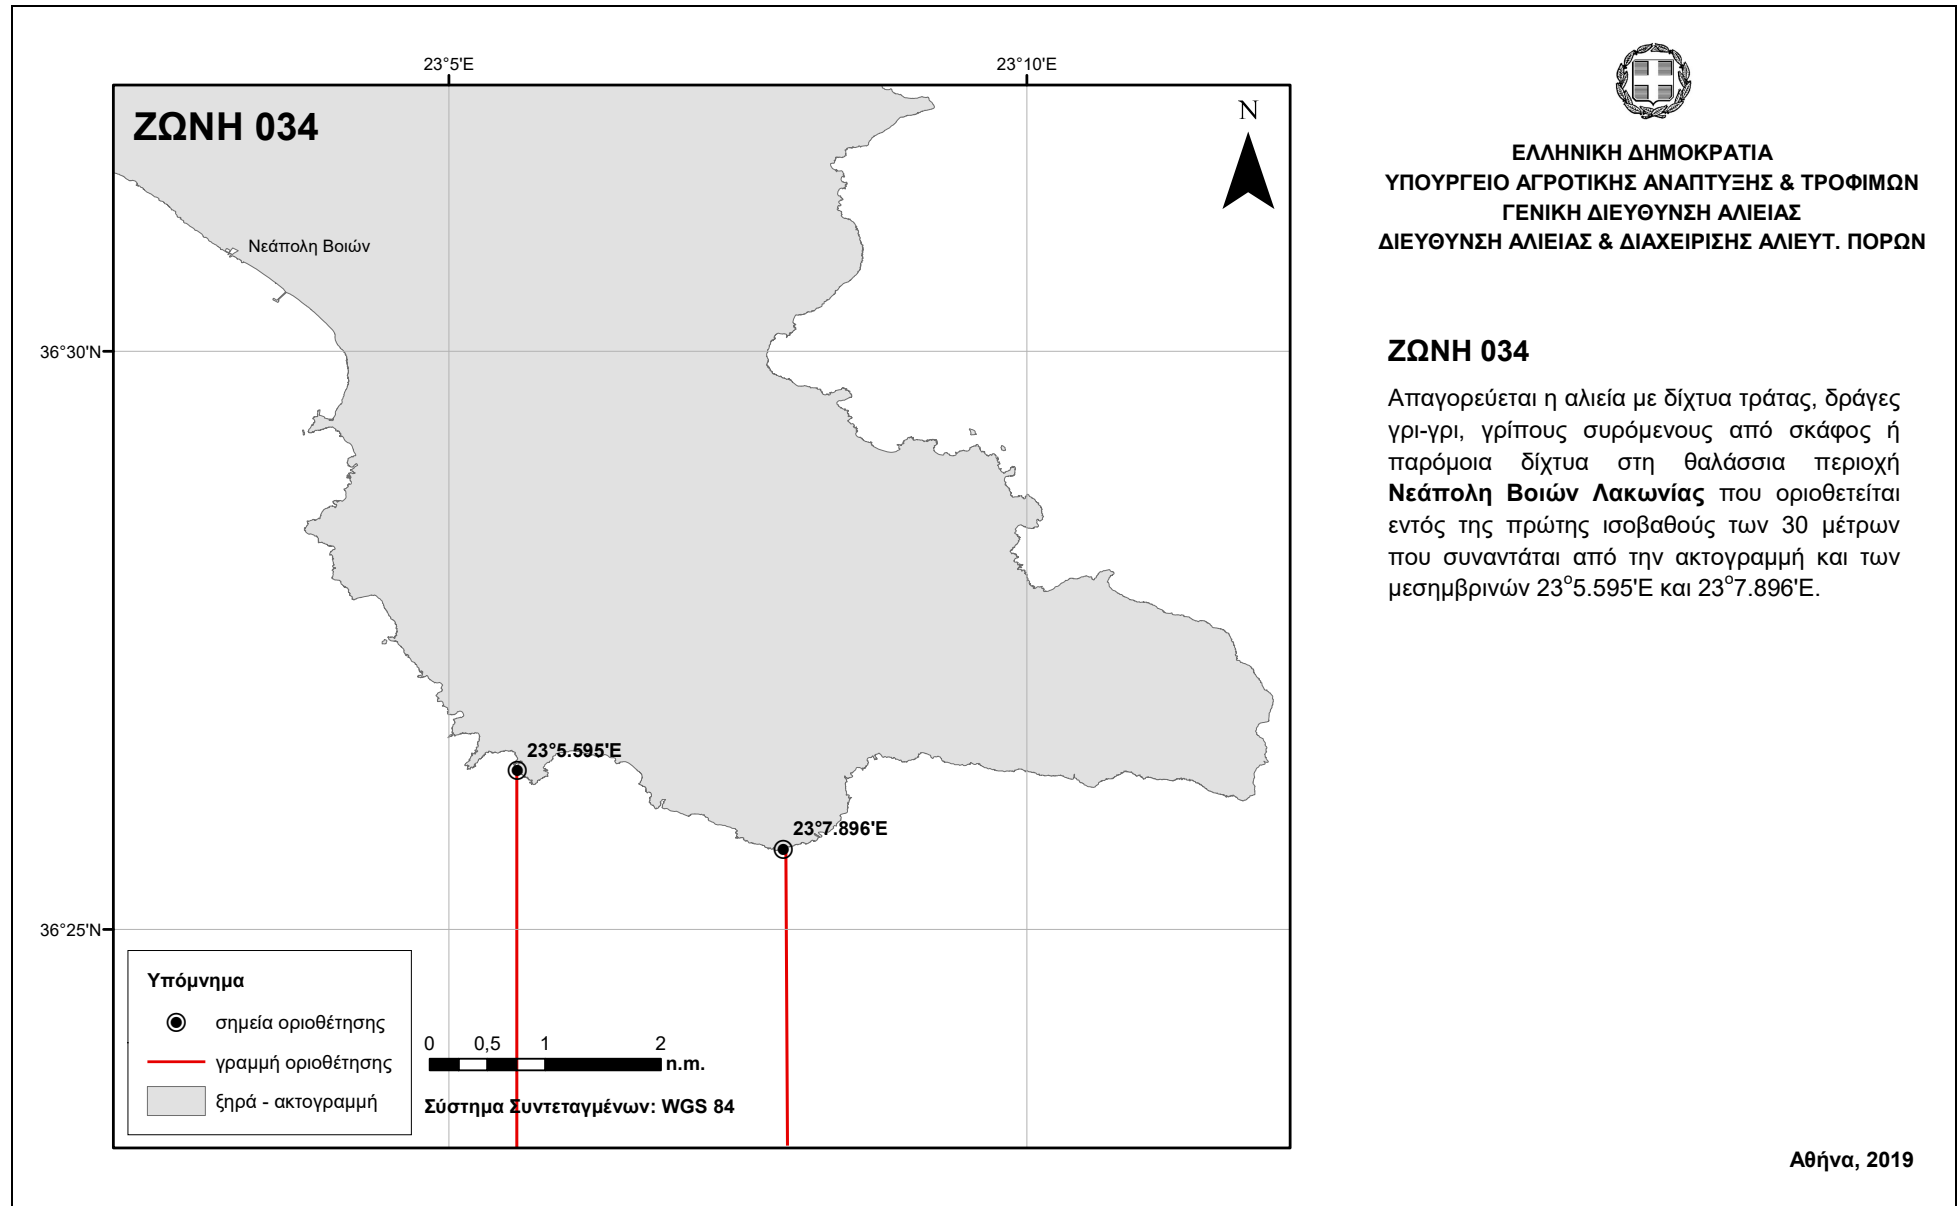 23°5'E
23°10'E
ΖΩΝΗ 034
N
Νεάπολη Βοιών
36°30'N
36°25'N
23°5.595'E
23°7.896'E
Υπόμνημα
σημεία οριοθέτησης
γραμμή οριοθέτησης
ξηρά - ακτογραμμή
0 0,5 1 2
n.m.
Σύστημα Συντεταγμένων: WGS 84
ΕΛΛΗΝΙΚΗ ΔΗΜΟΚΡΑΤΙΑ
ΥΠΟΥΡΓΕΙΟ ΑΓΡΟΤΙΚΗΣ ΑΝΑΠΤΥΞΗΣ & ΤΡΟΦΙΜΩΝ
ΓΕΝΙΚΗ ΔΙΕΥΘΥΝΣΗ ΑΛΙΕΙΑΣ
ΔΙΕΥΘΥΝΣΗ ΑΛΙΕΙΑΣ & ΔΙΑΧΕΙΡΙΣΗΣ ΑΛΙΕΥΤ. ΠΟΡΩΝ
ΖΩΝΗ 034
Απαγορεύεται η αλιεία με δίχτυα τράτας, δράγες
γρι-γρι, γρίπους συρόμενους από σκάφος ή
παρόμοια δίχτυα στη θαλάσσια περιοχή
Νεάπολη Βοιών Λακωνίας που οριοθετείται
εντός της πρώτης ισοβαθούς των 30 μέτρων
που συναντάται από την ακτογραμμή και των
μεσημβρινών 23°5.595'Ε και 23°7.896'Ε.
Αθήνα, 2019